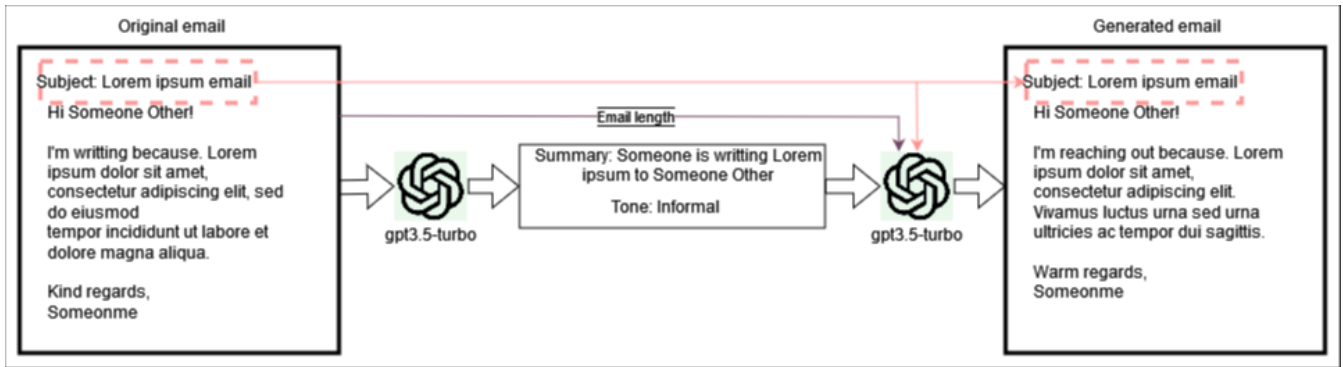 Original email
Subject: Lorem ipsum email
Hi Someone Other!
I'm writting because. Lorem
ipsum dolor sit amet,
consectetur adipiscing elit, sed
do eiusmod
tempor incididunt ut labore et
dolore magna aliqua.
Kind regards,
Someonme
gpt3.5-turbo
Email length
Summary: Someone is writting Lorem
ipsum to Someone Other
Tone: Informal
gpt3.5-turbo
Generated email
Subject: Lorem ipsum email
Hi Someone Other!
I'm reaching out because. Lorem
ipsum dolor sit amet,
consectetur adipiscing elit.
Vivamus luctus urna sed urna
ultricies ac tempor dui sagittis.
Warm regards,
Someonme